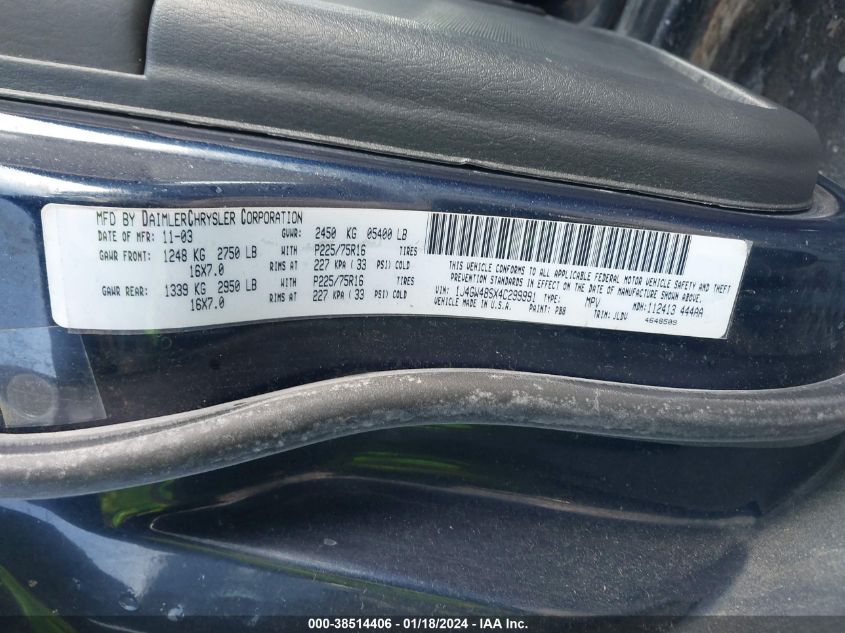 MFD BY DAIMLERCHRYSLER CORPORATION
DATE OF MFR: 11-03 GVWR: 2450 KG 05400 LB
GAWR FRONT: 1248 KG 2750 LB WITH P225/75R16 TIRES
16X7.0 RIMS AT 227 KPA ( 33 PSI) COLD
GAWR REAR: 1339 KG 2950 LB WITH P225/75R16 TIRES
16X7.0 RIMS AT 227 KPA ( 33 PSI) COLD
THIS VEHICLE CONFORMS TO ALL APPLICABLE FEDERAL MOTOR VEHICLE SAFETY AND THEFT
PREVENTION STANDARDS IN EFFECT ON THE DATE OF MANUFACTURE SHOWN ABOVE.
VIN: 1J4GW48SX4C299991 TYPE: MPV MDH: 112413 444AA
MADE IN U.S.A. PAINT: PB8 TRIM: JLDV 4648509
000-38514406 - 01/18/2024 - IAAI.COM